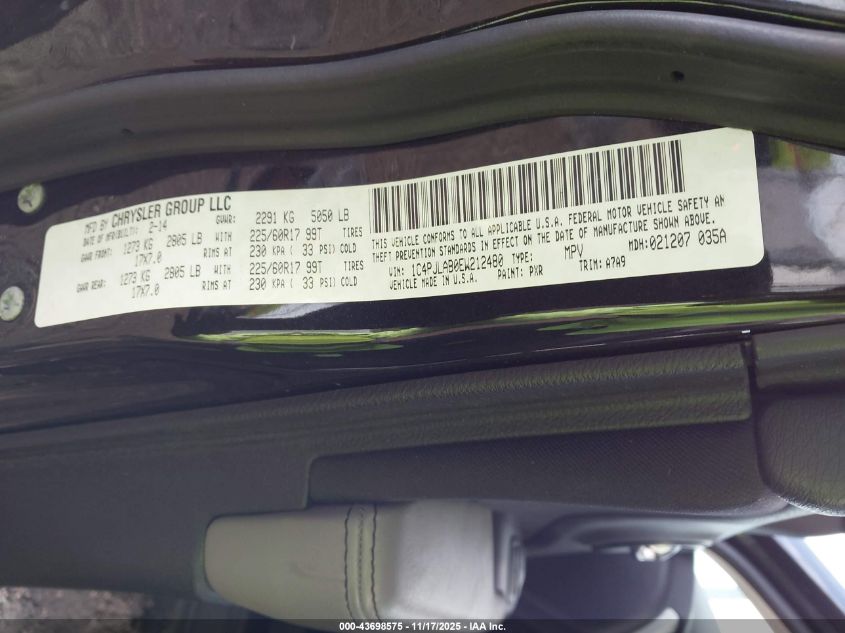 MFD BY CHRYSLER GROUP LLC
DATE OF MFR(BUILT): 2-14 GVWR: 2291 KG 5050 LB
GAWR FRONT: 1273 KG 2805 LB WITH 225/60R17 99T TIRES
17X7.0 RIMS AT 230 KPA ( 33 PSI) COLD
GAWR REAR: 1273 KG 2805 LB WITH 225/60R17 99T TIRES
17X7.0 RIMS AT 230 KPA ( 33 PSI) COLD
THIS VEHICLE CONFORMS TO ALL APPLICABLE U.S.A. FEDERAL MOTOR VEHICLE SAFETY AN
THEFT PREVENTION STANDARDS IN EFFECT ON THE DATE OF MANUFACTURE SHOWN ABOVE.
VIN: 1C4PJLAB0EW212480 MPV MDH:021207 035A
VEHICLE MADE IN U.S.A. PAINT: PXR TRIM: A7A9
000-43698575 - 11/17/2025 - IAA Inc.